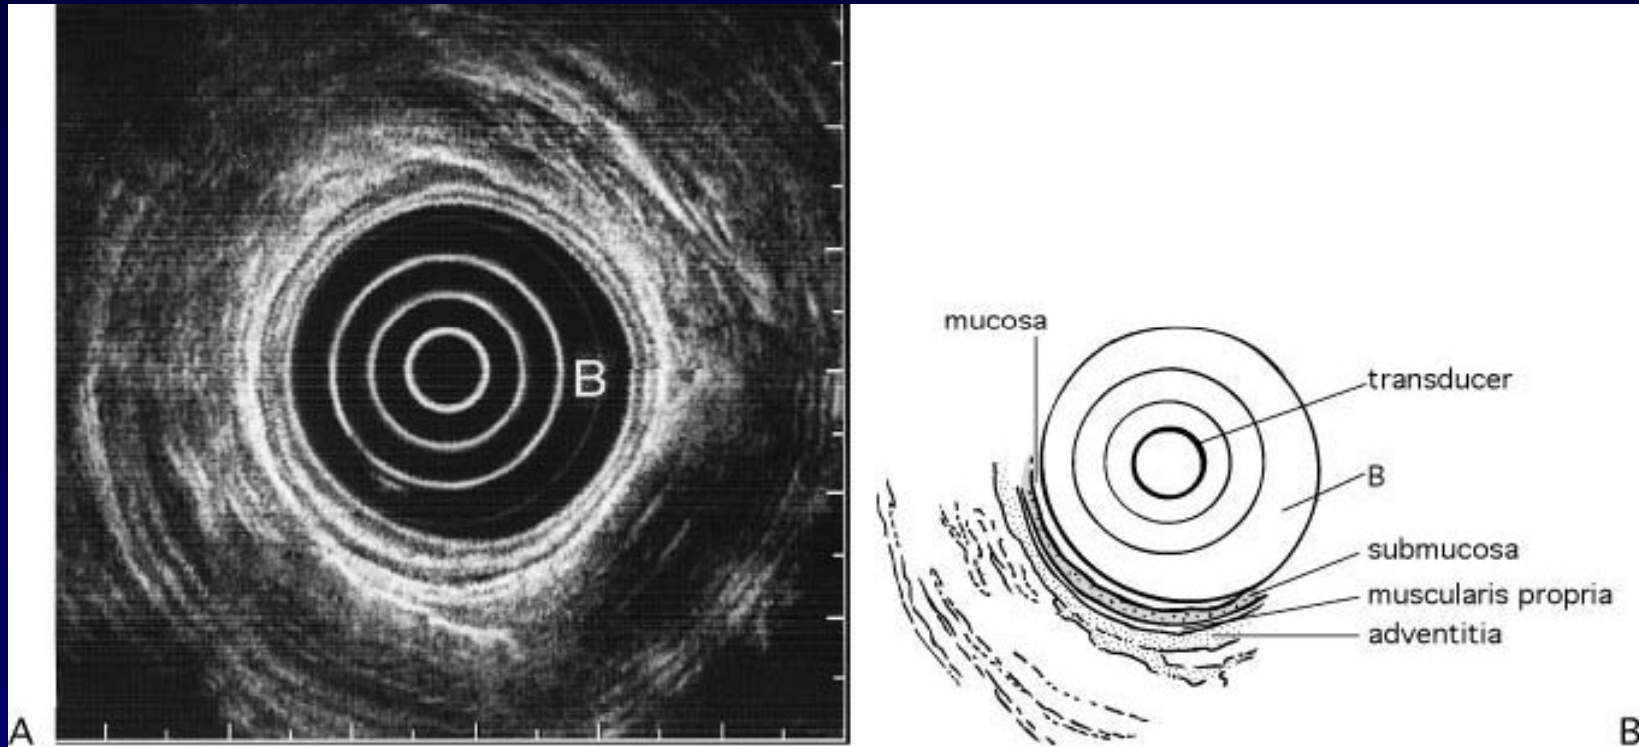 B
mucosa
transducer
B
submucosa
muscularis propria
adventitia
A
B